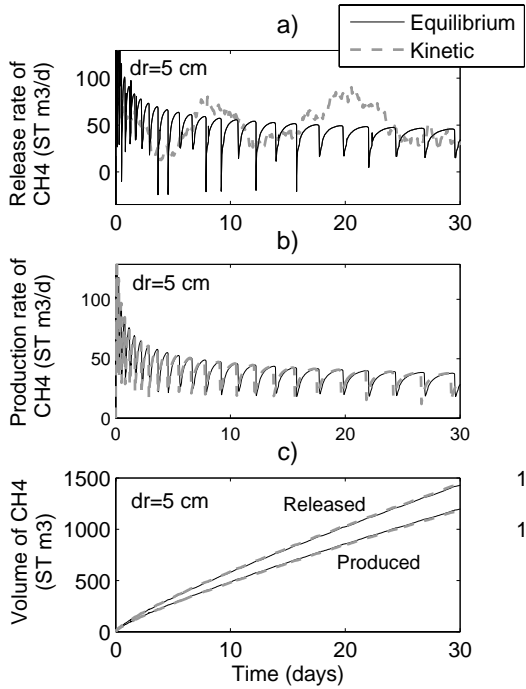 a)
Equilibrium
Kinetic
dr=5 cm
Release rate of
CH4 (ST m3/d)
100
50
0
0 10 20 30
b)
dr=5 cm
Production rate of
CH4 (ST m3/d)
100
50
0
0 10 20 30
c)
dr=5 cm
Released
Produced
Volume of CH4
(ST m3)
1500
1000
500
0
0 10 20 30
Time (days)
1
1